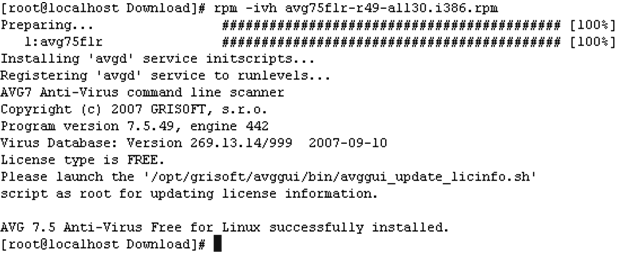 [root@localhost Download]# rpm -ivh avg75flr-r49-a1130.i386.rpm
Preparing... ########################################### [100%]
1:avg75flr ########################################### [100%]
Installing 'avgd' service initscripts...
Registering 'avgd' service to runlevels...
AVG7 Anti-Virus command line scanner
Copyright (c) 2007 GRISOFT, s.r.o.
Program version 7.5.49, engine 442
Virus Database: Version 269.13.14/999 2007-09-10
License type is FREE.
Please launch the '/opt/grisoft/avggui/bin/avggui_update_licinfo.sh'
script as root for updating license information.
AVG 7.5 Anti-Virus Free for Linux successfully installed.
[root@localhost Download]#